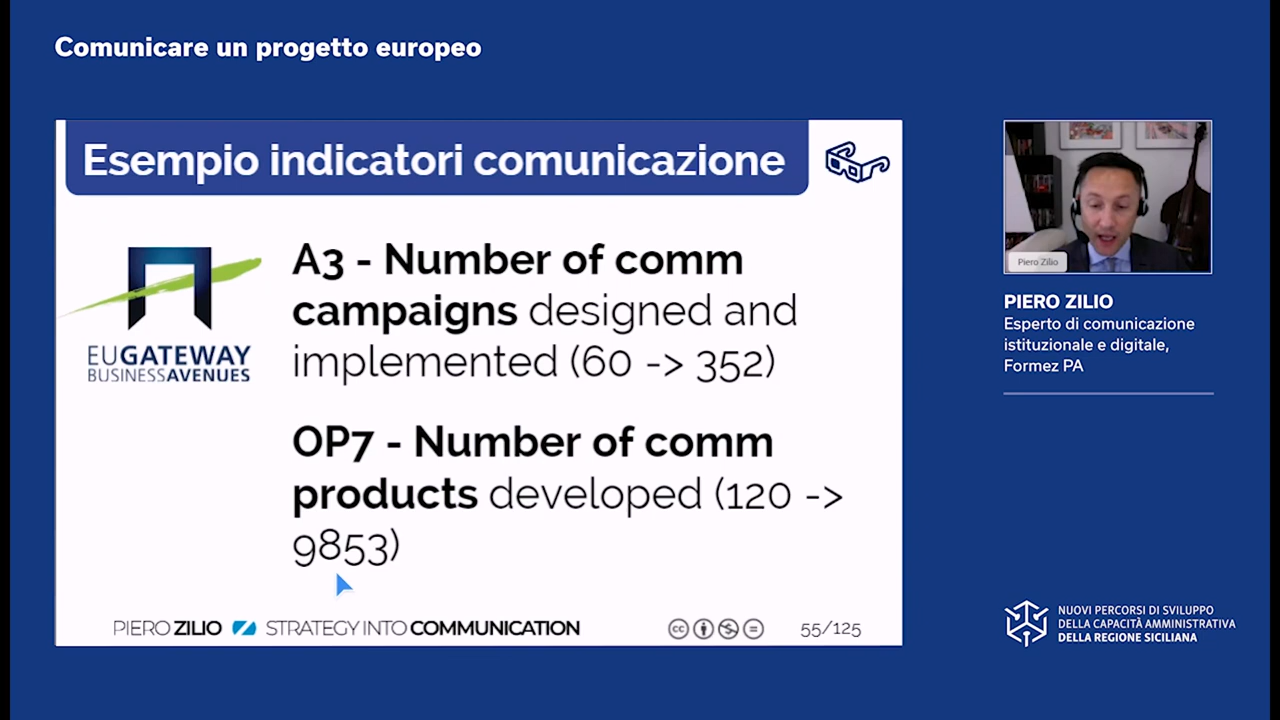 Comunicare un progetto europeo
Esempio indicatori comunicazione
EUGATEWAY
BUSINESSAVENUES
A3 - Number of comm
campaigns designed and
implemented (60 -> 352)
OP7 - Number of comm
products developed (120 ->
9853)
PIERO ZILIO STRATEGY INTO COMMUNICATION
cc
55/125
Piero Zilio
PIERO ZILIO
Esperto di comunicazione
istituzionale e digitale,
Formez PA
NUOVI PERCORSI DI SVILUPPO
DELLA CAPACITÀ AMMINISTRATIVA
DELLA REGIONE SICILIANA